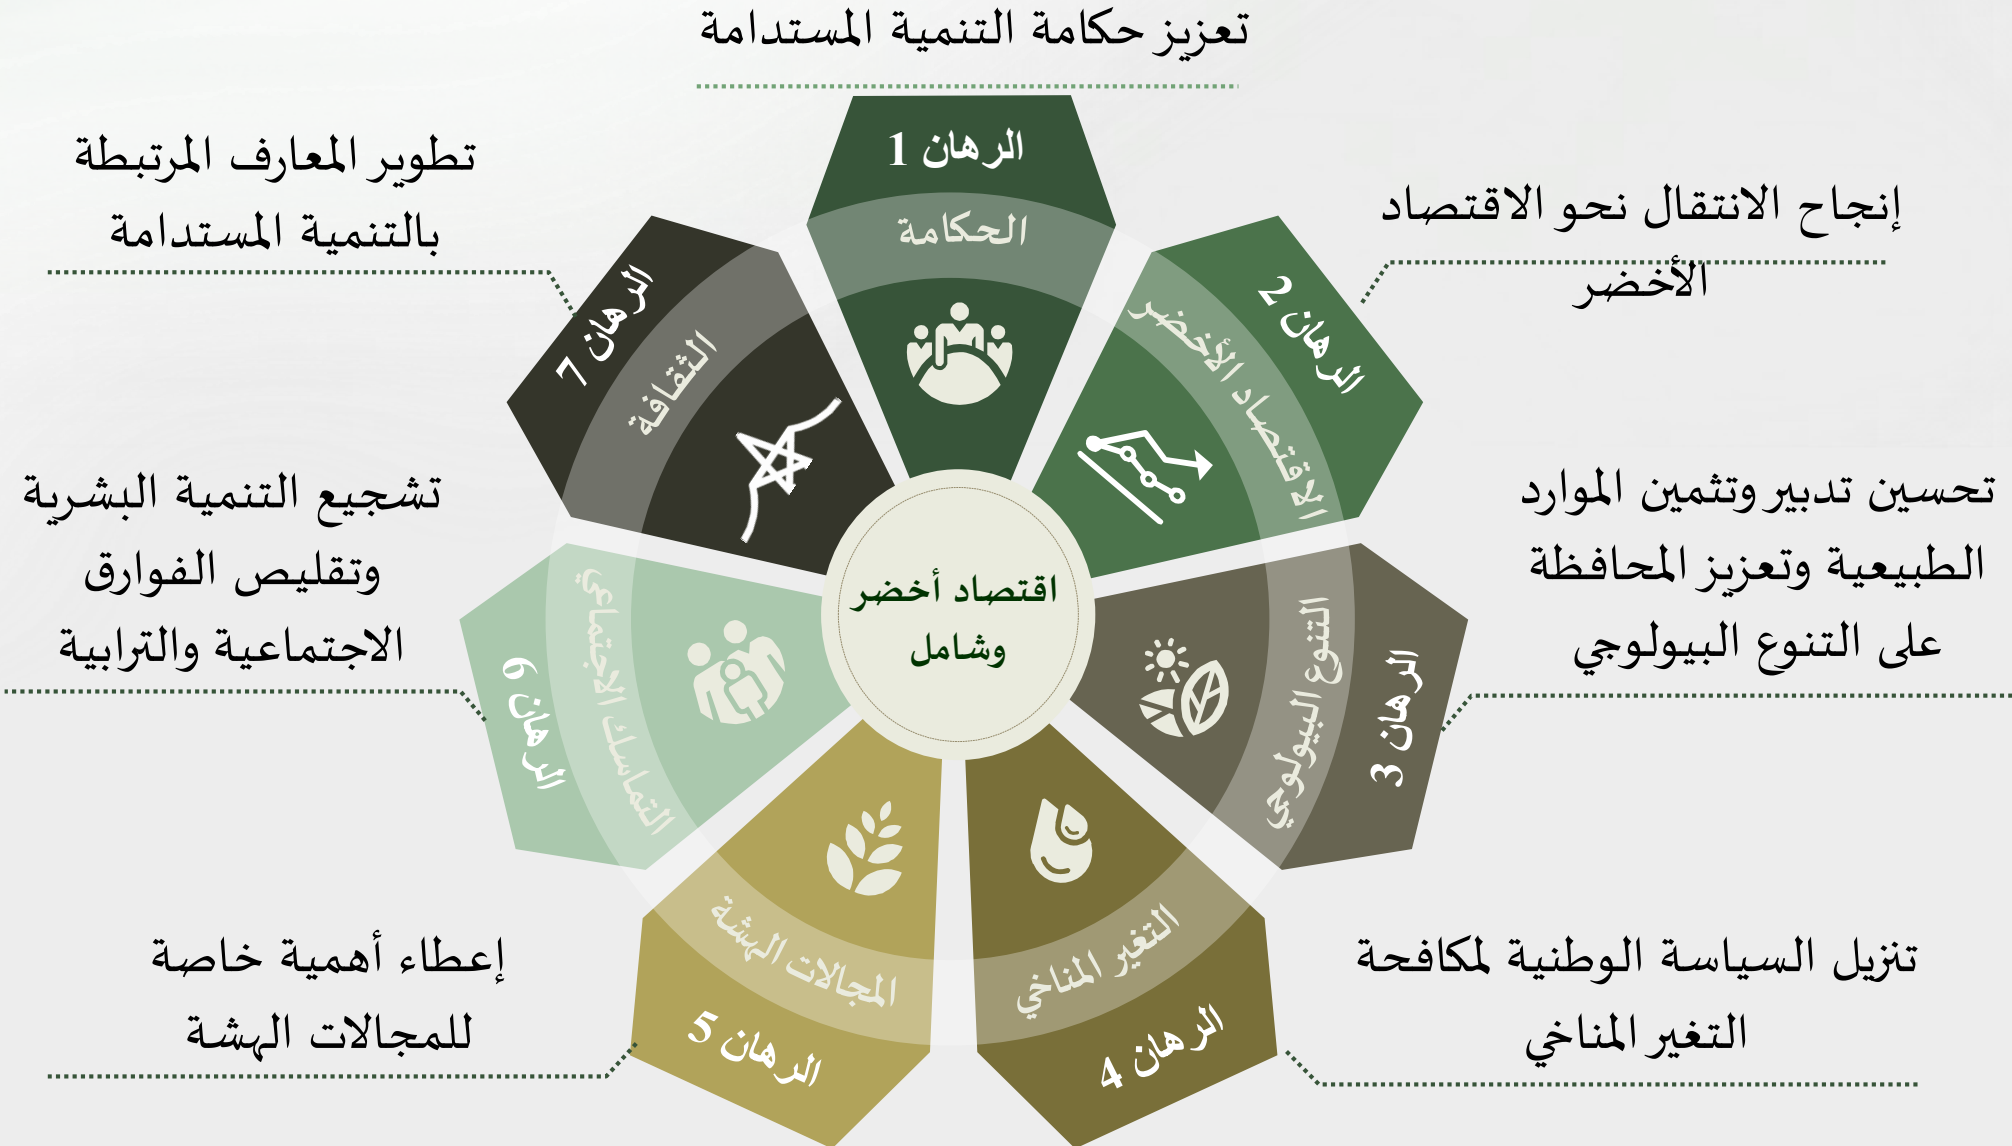 تعزيز حكامة التنمية المستدامة
الرهان 1
الحكامة
إنجاح الانتقال نحو الاقتصاد
الأخضر
الرهان 2
الاقتصاد الأخضر
تحسين تدبير وتثمين الموارد
الطبيعية وتعزيز المحافظة
على التنوع البيولوجي
الرهان 3
التنوع البيولوجي
تنزيل السياسة الوطنية لمكافحة
التغير المناخي
الرهان 4
التغير المناخي
إعطاء أهمية خاصة
للمجالات الهشة
الرهان 5
المجالات الهشة
تشجيع التنمية البشرية
وتقليص الفوارق
الاجتماعية والترابية
الرهان 6
التماسك الاجتماعي
تطوير المعارف المرتبطة
بالتنمية المستدامة
الرهان 7
الثقافة
اقتصاد أخضر
وشامل